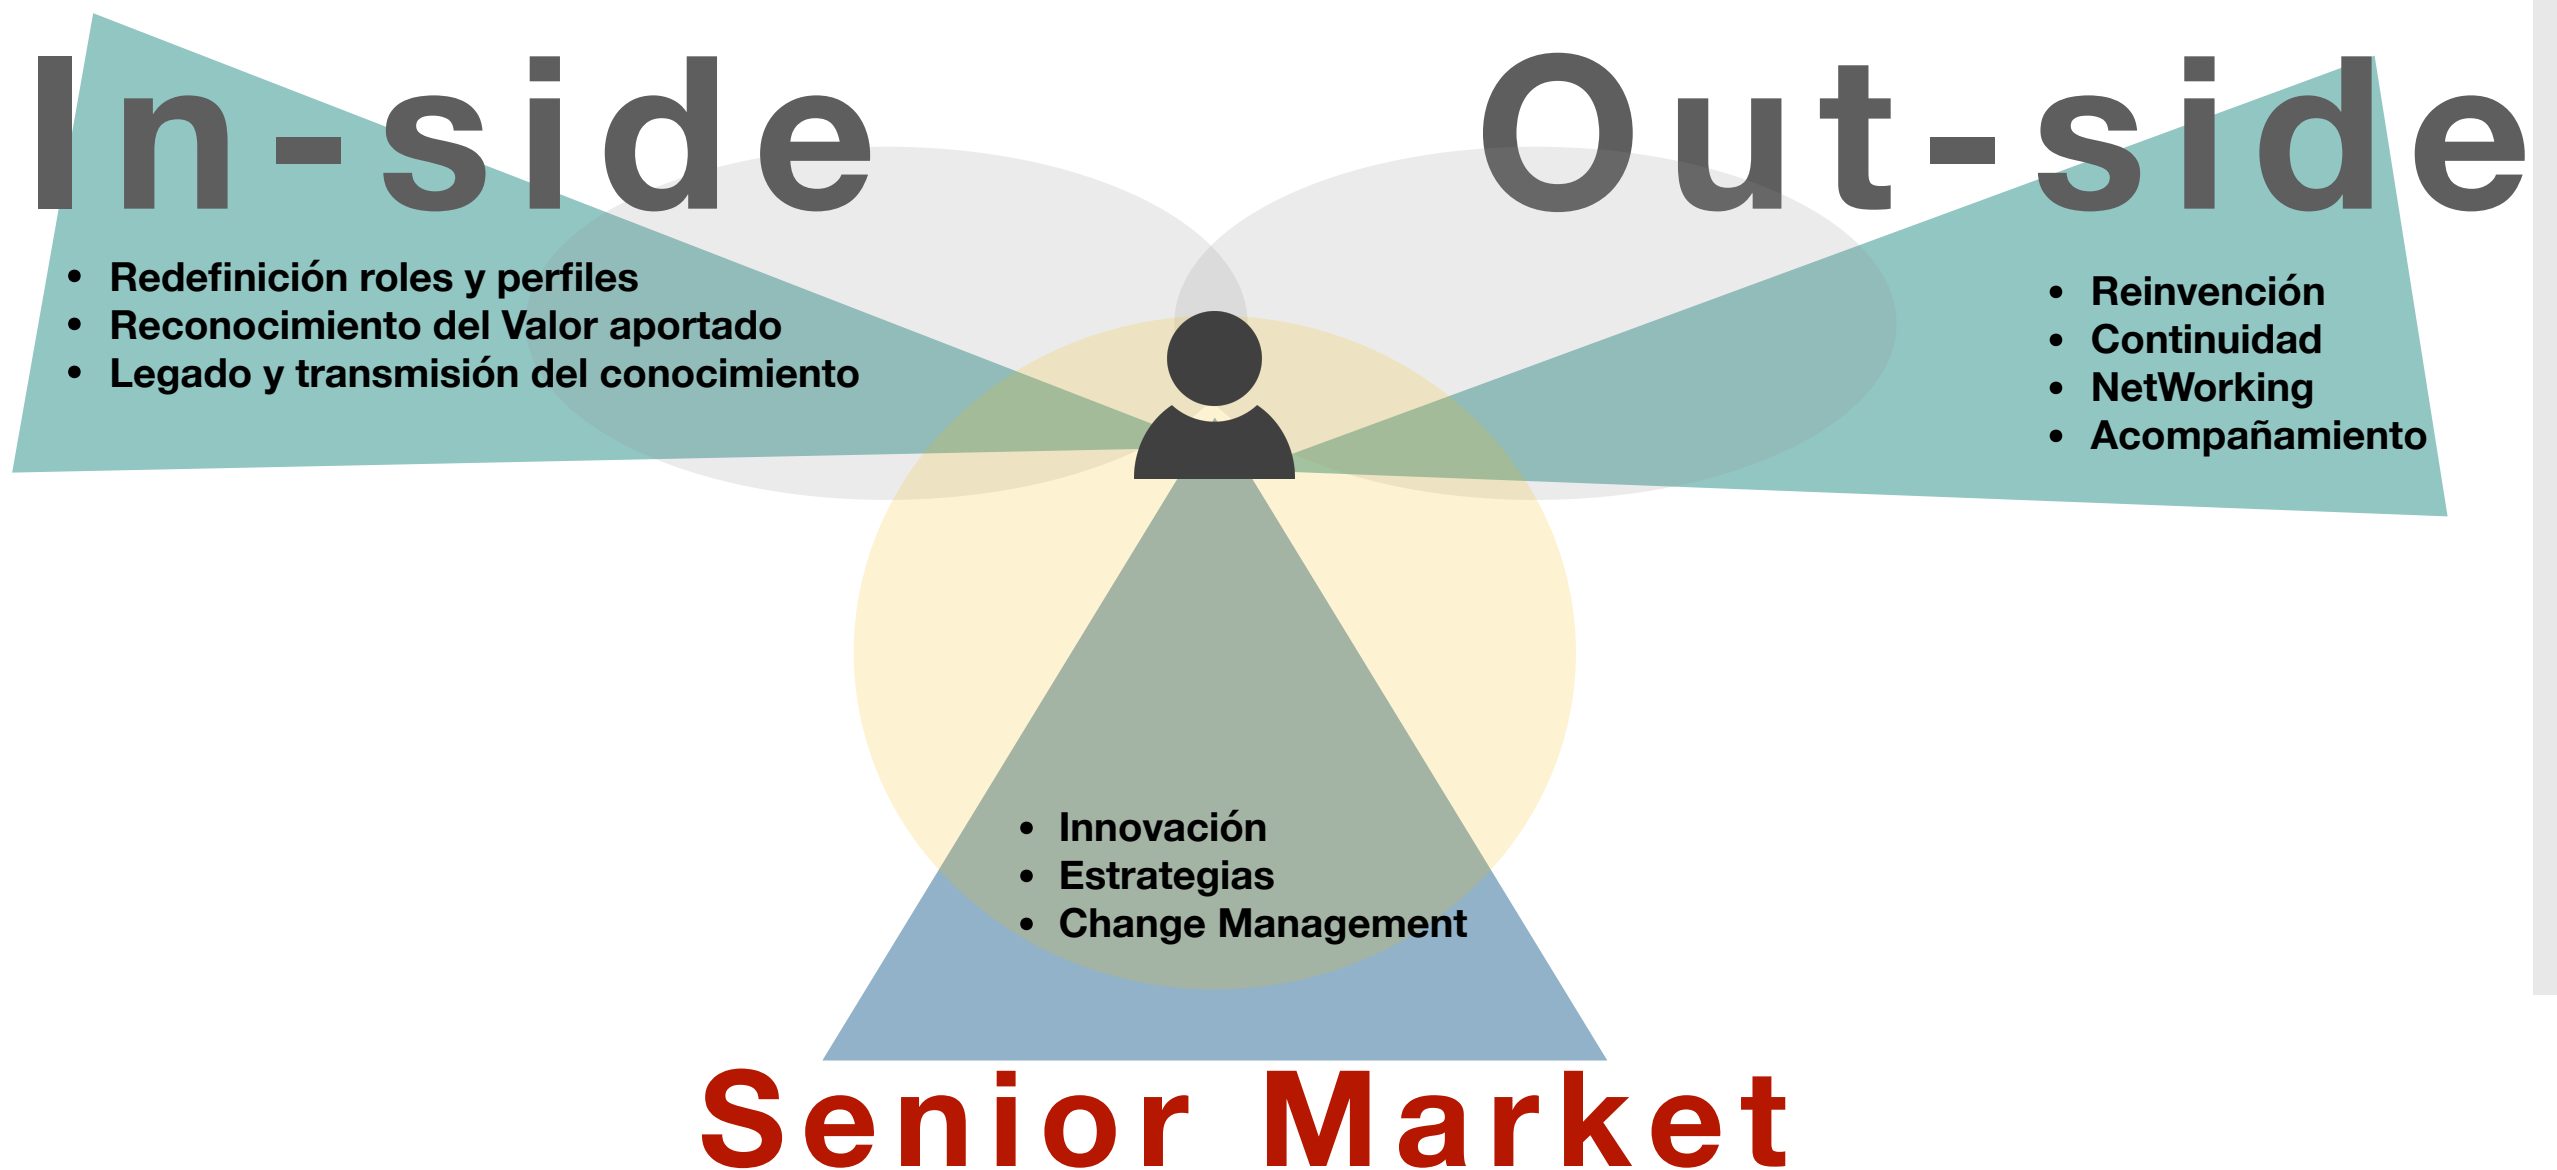 In-side
• Redefinición roles y perfiles
• Reconocimiento del Valor aportado
• Legado y transmisión del conocimiento
Out-side
• Reinvención
• Continuidad
• NetWorking
• Acompañamiento
• Innovación
• Estrategias
• Change Management
Senior Market